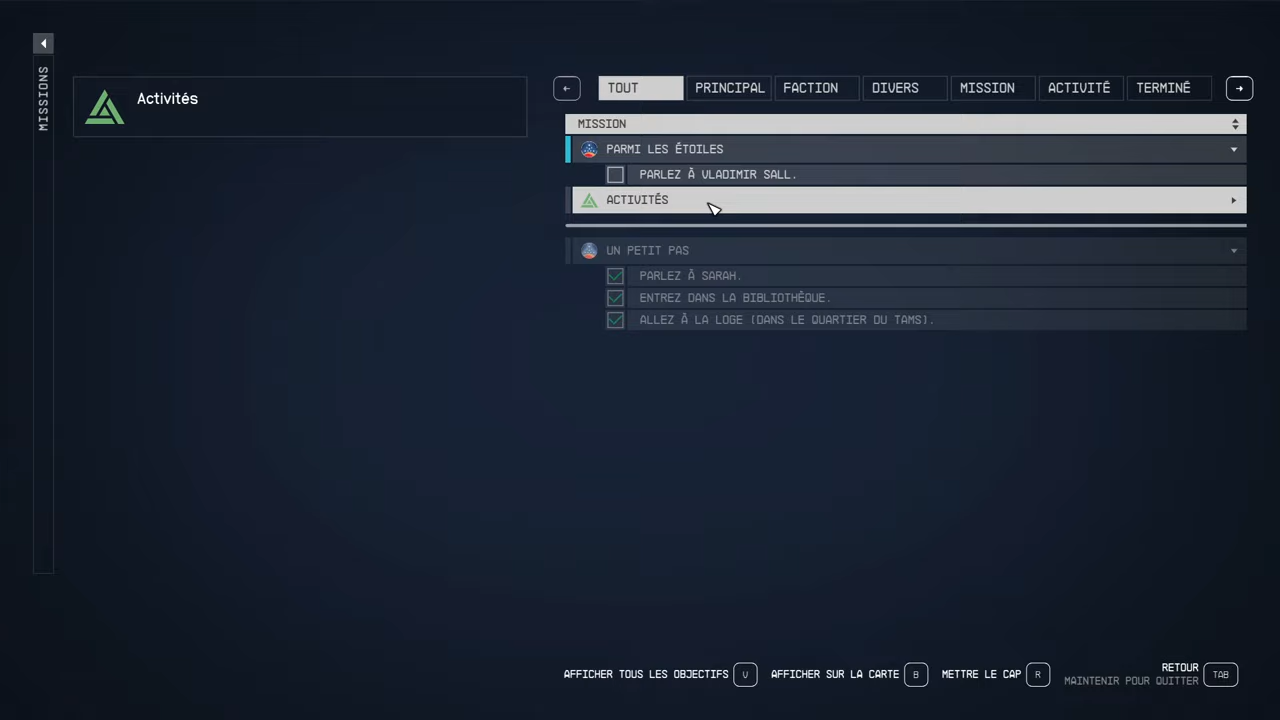 MISSIONS
Activités
TOUT PRINCIPAL FACTION DIVERS MISSION ACTIVITÉ TERMINÉ
MISSION
PARMI LES ÉTOILES
PARLEZ À VLADIMIR SALL.
ACTIVITÉS
UN PETIT PAS
PARLEZ À SARAH.
ENTREZ DANS LA BIBLIOTHÈQUE.
ALLEZ À LA LOGE (DANS LE QUARTIER DU TAMS).
AFFICHER TOUS LES OBJECTIFS V AFFICHER SUR LA CARTE B METTRE LE CAP R RETOUR TAB
MAINTENIR POUR QUITTER